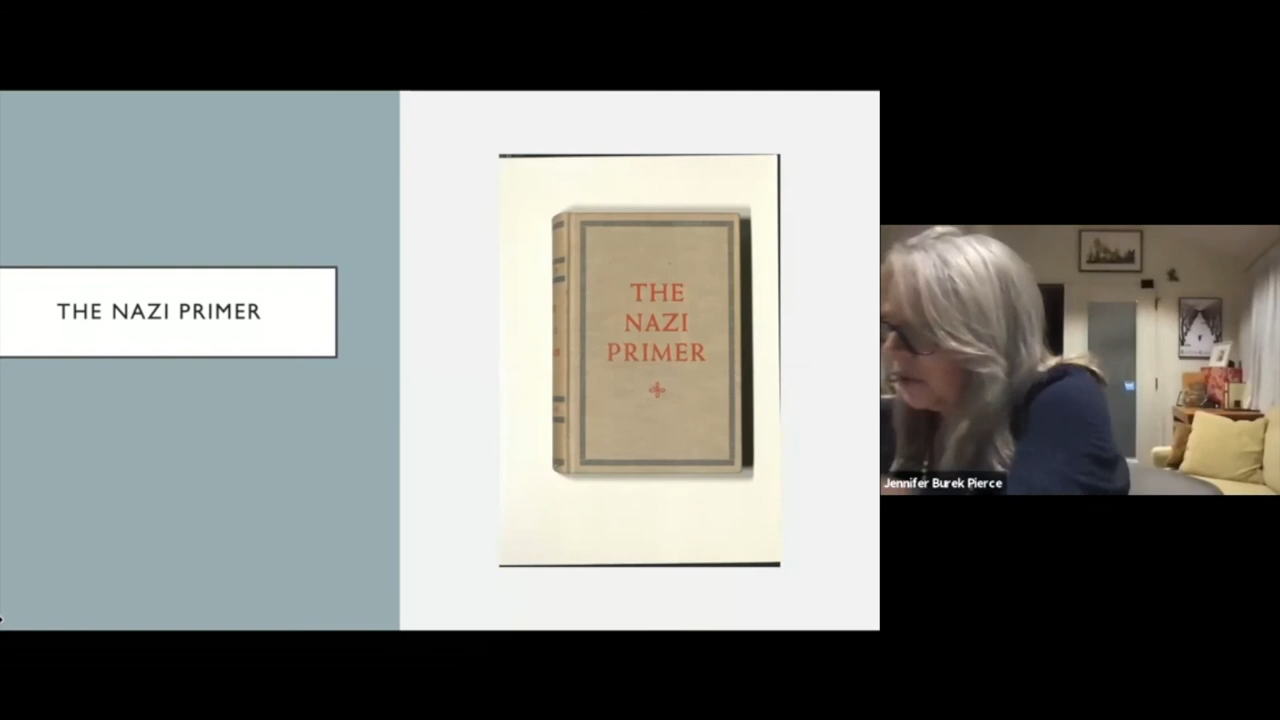 THE NAZI PRIMER
THE
NAZI
PRIMER
Jennifer Burek Pierce